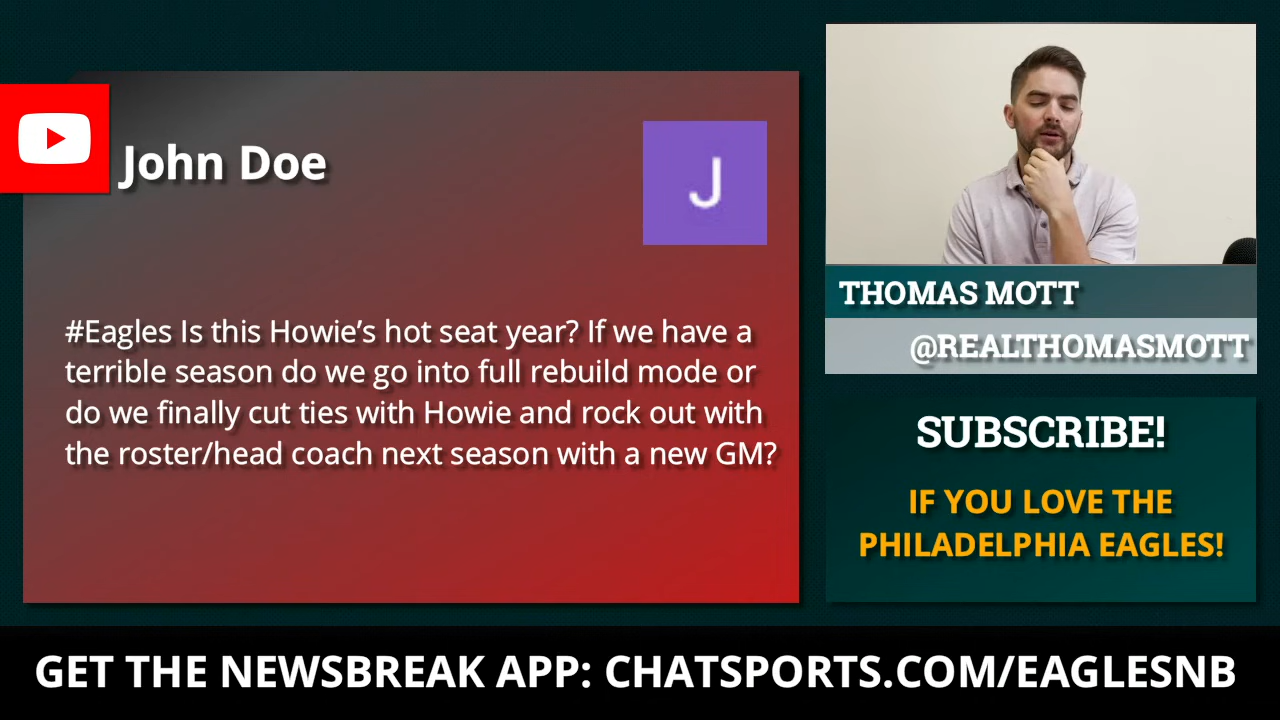 John Doe
J
#Eagles Is this Howie’s hot seat year? If we have a
terrible season do we go into full rebuild mode or
do we finally cut ties with Howie and rock out with
the roster/head coach next season with a new GM?
THOMAS MOTT
@REALTHOMASMOTT
SUBSCRIBE!
IF YOU LOVE THE
PHILADELPHIA EAGLES!
GET THE NEWSBREAK APP: CHATSPORTS.COM/EAGLESNB